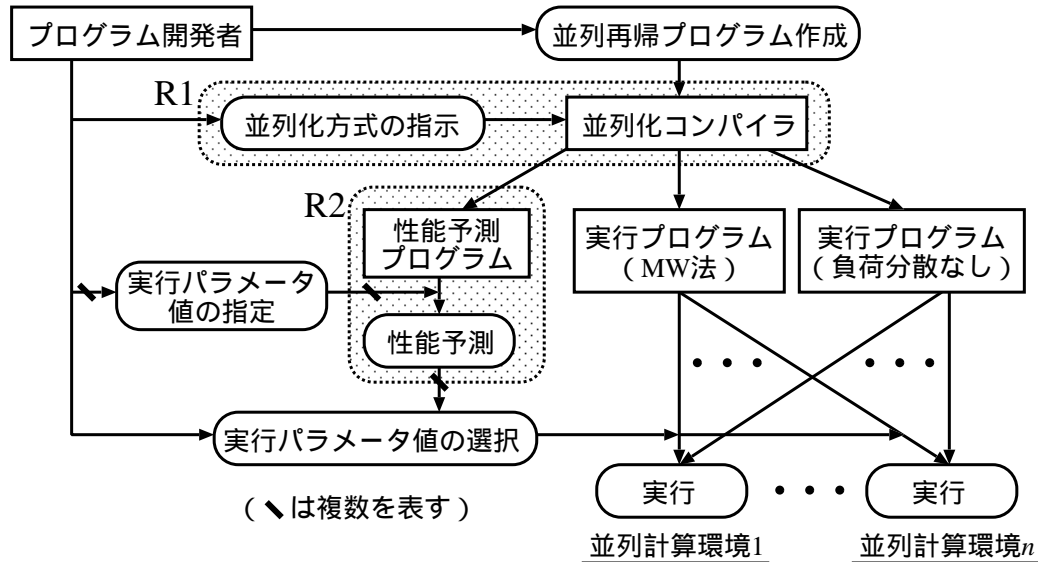 プログラム開発者
並列再帰プログラム作成
R1
並列化方式の指示
並列化コンパイラ
R2
性能予測
プログラム
実行プログラム
(MW法)
実行プログラム
(負荷分散なし)
実行パラメータ
値の指定
性能予測
実行パラメータ値の選択
実行
実行
(は複数を表す)
並列計算環境1
並列計算環境n